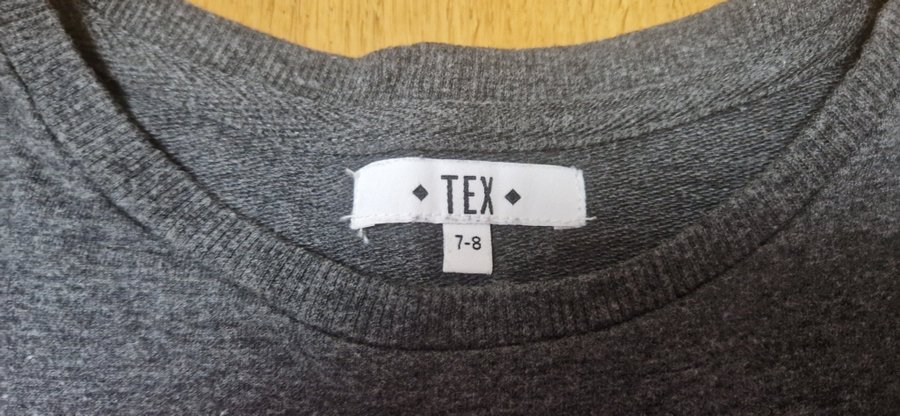 ◆ TEX ◆
7-8